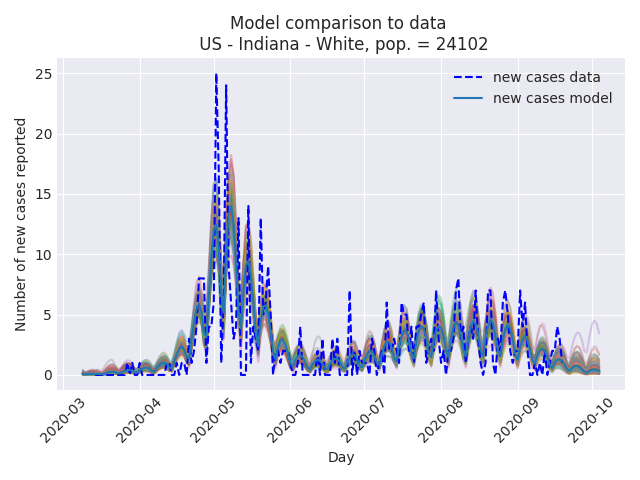 Model comparison to data
US - Indiana - White, pop. = 24102
new cases data
new cases model
Number of new cases reported
25
20
15
10
5
0
2020-03
2020-04
2020-05
2020-06
2020-07
2020-08
2020-09
2020-10
Day